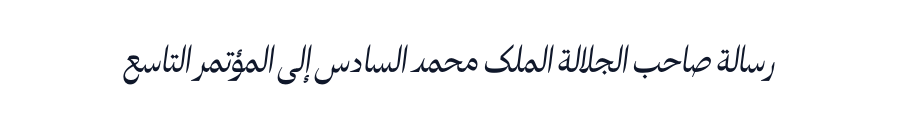 رسالة صاحب الجلالة الملك محمد السادس إلى المؤتمر التاسع